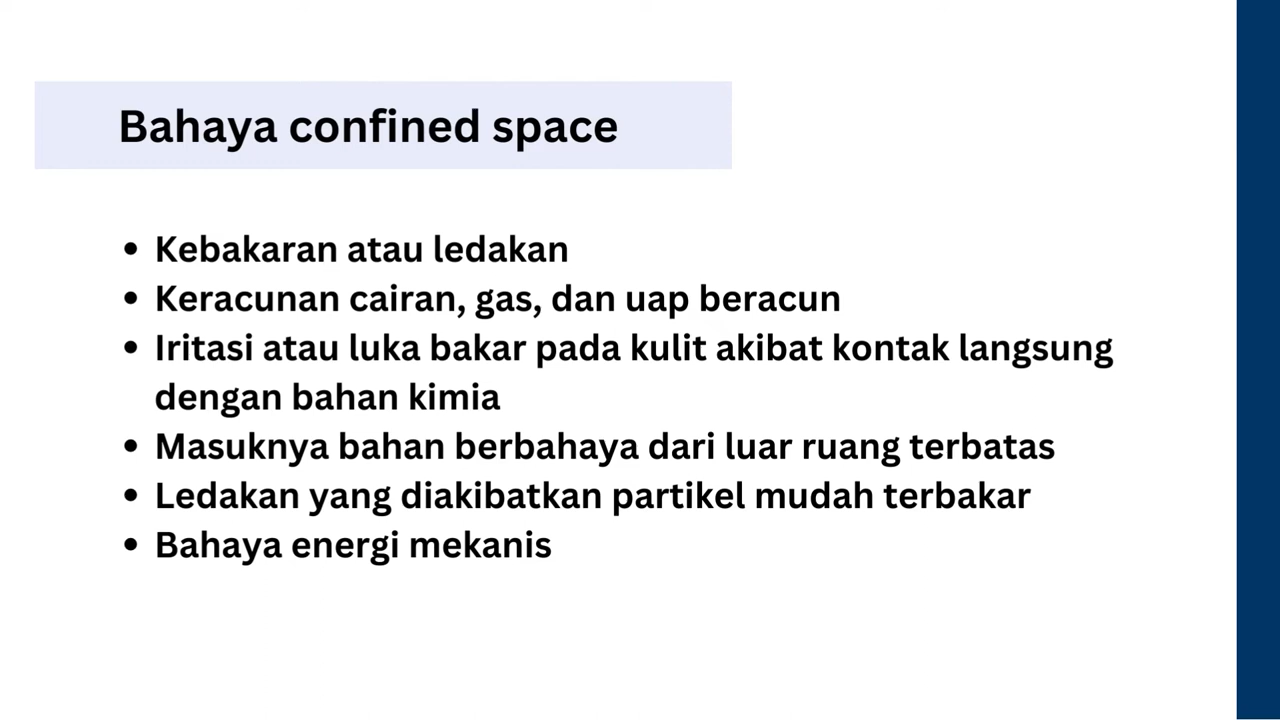 Bahaya confined space
• Kebakaran atau ledakan
• Keracunan cairan, gas, dan uap beracun
• Iritasi atau luka bakar pada kulit akibat kontak langsung
dengan bahan kimia
• Masuknya bahan berbahaya dari luar ruang terbatas
• Ledakan yang diakibatkan partikel mudah terbakar
• Bahaya energi mekanis